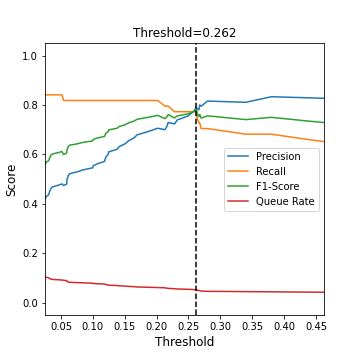 Threshold=0.262
1.0
0.8
0.6
0.4
0.2
0.0
Score
Precision
Recall
F1-Score
Queue Rate
0.05 0.10 0.15 0.20 0.25 0.30 0.35 0.40 0.45
Threshold